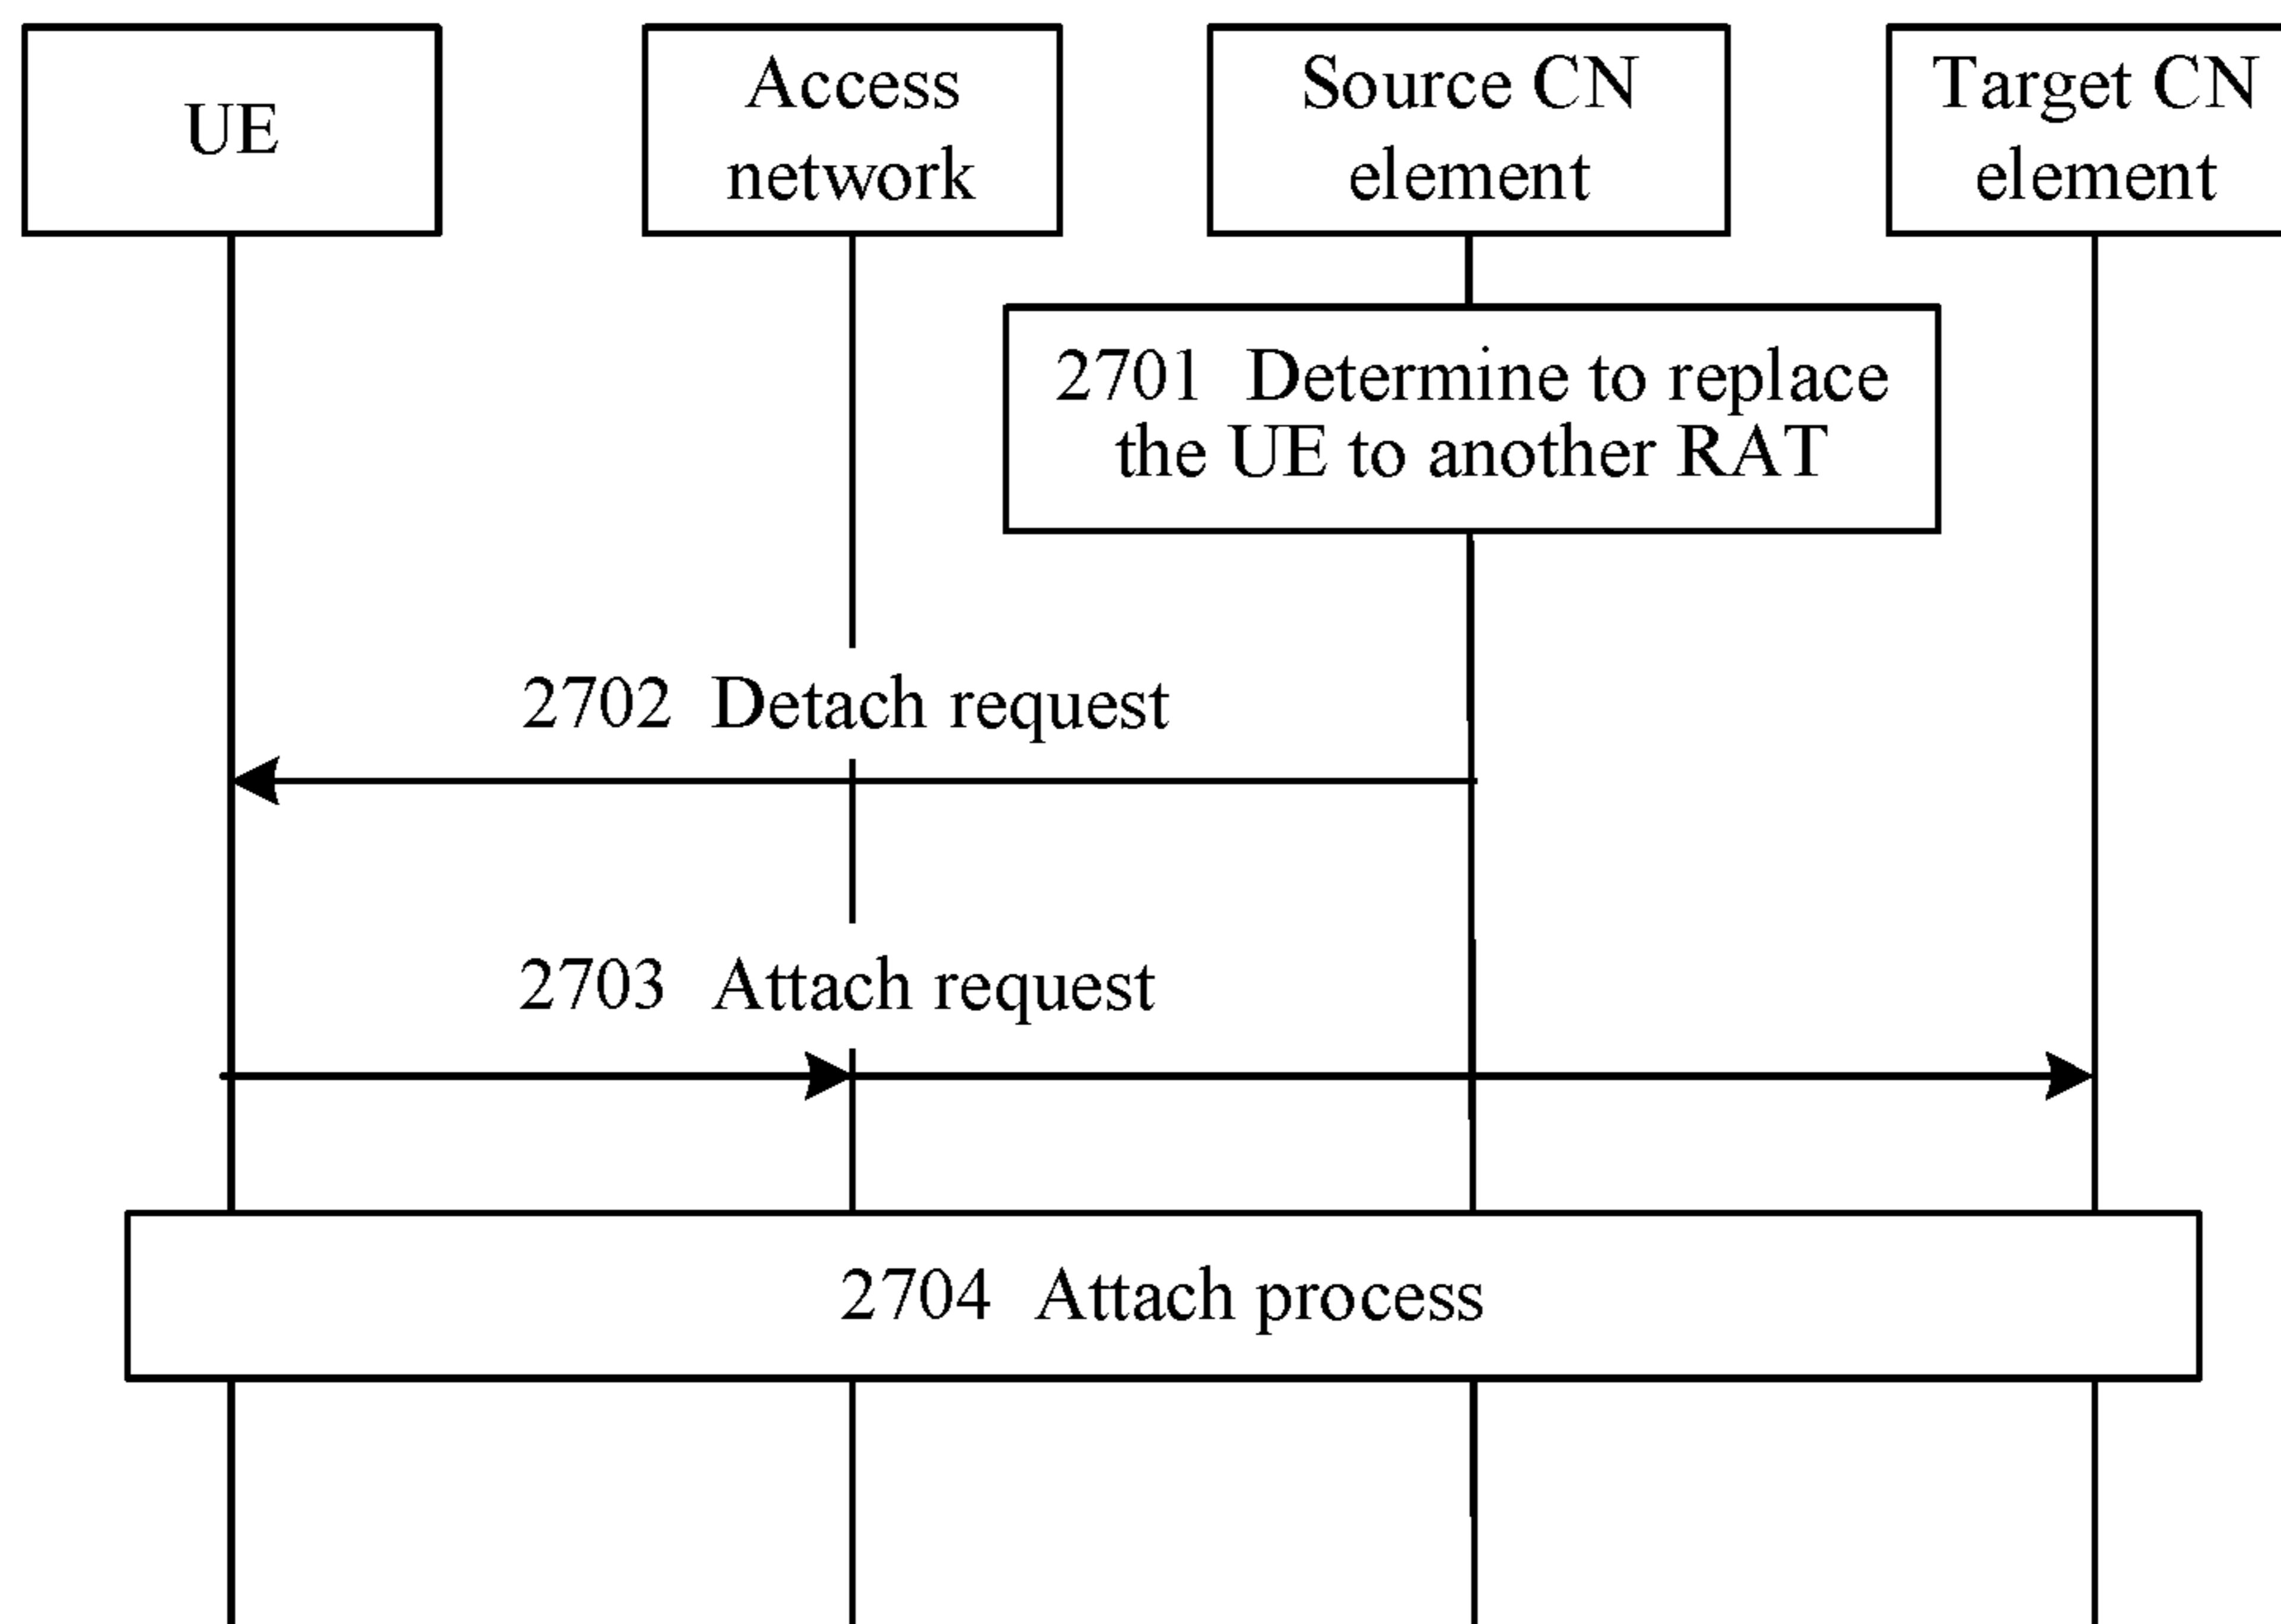 UE
Access
network
Source CN
element
Target CN
element
2701 Determine to replace
the UE to another RAT
2702 Detach request
2703 Attach request
2704 Attach process